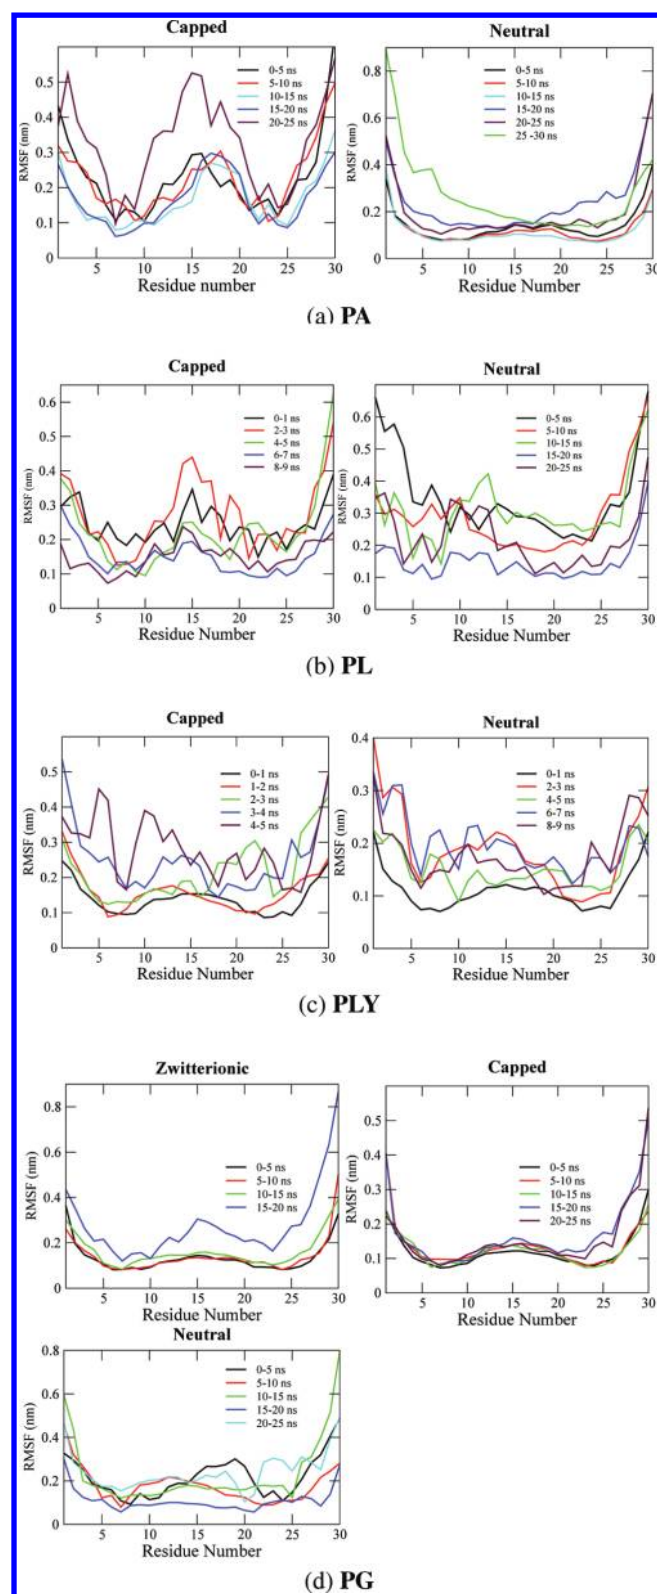 Capped
RMSF (nm)
0.5
0.4
0.3
0.2
0.1
0
0-5 ns
5-10 ns
10-15 ns
15-20 ns
20-25 ns
5 10 15 20 25 30
Residue number
Neutral
RMSF (nm)
0.8
0.6
0.4
0.2
0
0-5 ns
5-10 ns
10-15 ns
15-20 ns
20-25 ns
25 -30 ns
5 10 15 20 25 30
Residue Number
(a) PA
Capped
RMSF (nm)
0.6
0.5
0.4
0.3
0.2
0.1
0
0-1 ns
2-3 ns
4-5 ns
6-7 ns
8-9 ns
5 10 15 20 25 30
Residue Number
Neutral
RMSF (nm)
0.6
0.5
0.4
0.3
0.2
0.1
0
0-5 ns
5-10 ns
10-15 ns
15-20 ns
20-25 ns
5 10 15 20 25 30
Residue Number
(b) PL
Capped
RMSF (nm)
0.5
0.4
0.3
0.2
0.1
0
0-1 ns
1-2 ns
2-3 ns
3-4 ns
4-5 ns
5 10 15 20 25 30
Residue Number
Neutral
RMSF (nm)
0.4
0.3
0.2
0.1
0
0-1 ns
2-3 ns
4-5 ns
6-7 ns
8-9 ns
5 10 15 20 25 30
Residue Number
(c) PLY
Zwitterionic
RMSF (nm)
0.8
0.6
0.4
0.2
0
0-5 ns
5-10 ns
10-15 ns
15-20 ns
5 10 15 20 25 30
Residue Number
Capped
RMSF (nm)
0.5
0.4
0.3
0.2
0.1
0
0-5 ns
5-10 ns
10-15 ns
15-20 ns
20-25 ns
5 10 15 20 25 30
Residue Number
Neutral
RMSF (nm)
0.8
0.6
0.4
0.2
0
0-5 ns
5-10 ns
10-15 ns
15-20 ns
20-25 ns
5 10 15 20 25 30
Residue Number
(d) PG